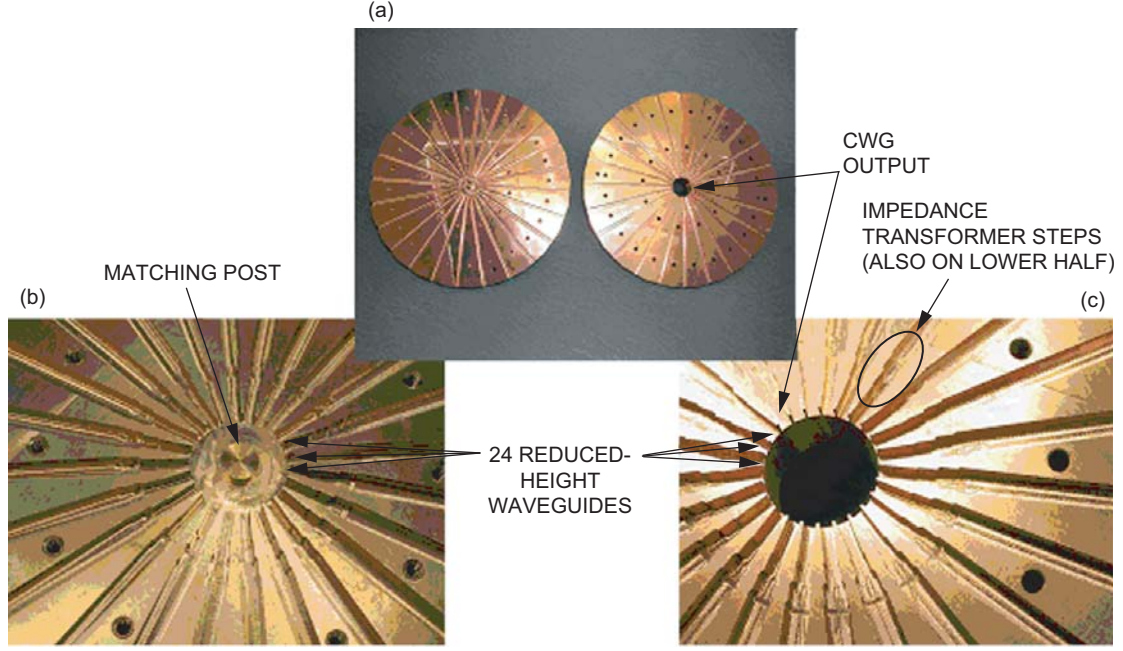 (a)
CWG
OUTPUT
IMPEDANCE
TRANSFORMER STEPS
(ALSO ON LOWER HALF)
MATCHING POST
(b)
(c)
24 REDUCED-
HEIGHT
WAVEGUIDES